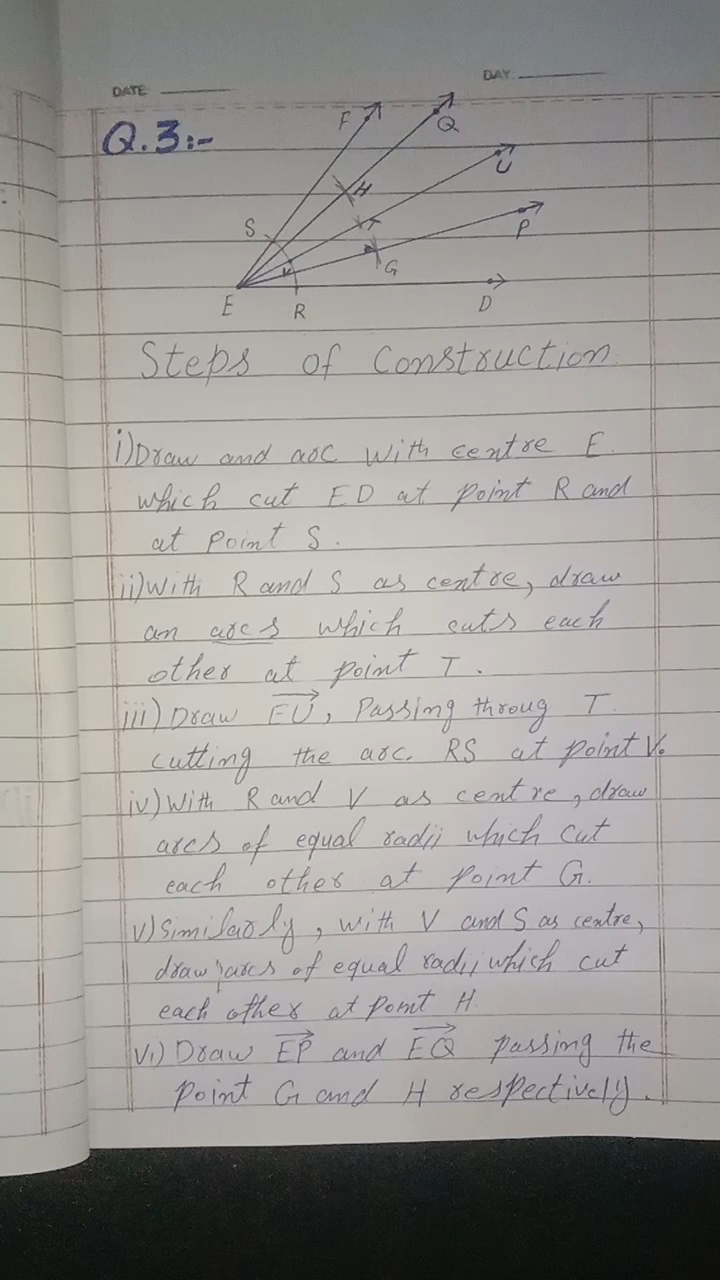 DATE
DAY
Q.3:-
F
Q
U
H
T
S
P
V
G
E
R
D
Steps of Construction
i) Draw and arc with centre E
which cut ED at point R and
at point S.
ii) With R and S as centre, draw
an arcs which cuts each
other at point T.
iii) Draw EU, Passing throug T
cutting the arc RS at point V.
iv) With R and V as centre, draw
arcs of equal radii which cut
each other at point G.
v) Similarly, with V and S as centre,
draw arcs of equal radii which cut
each other at point H
vi) Draw EP and EQ passing the
point G and H respectively.